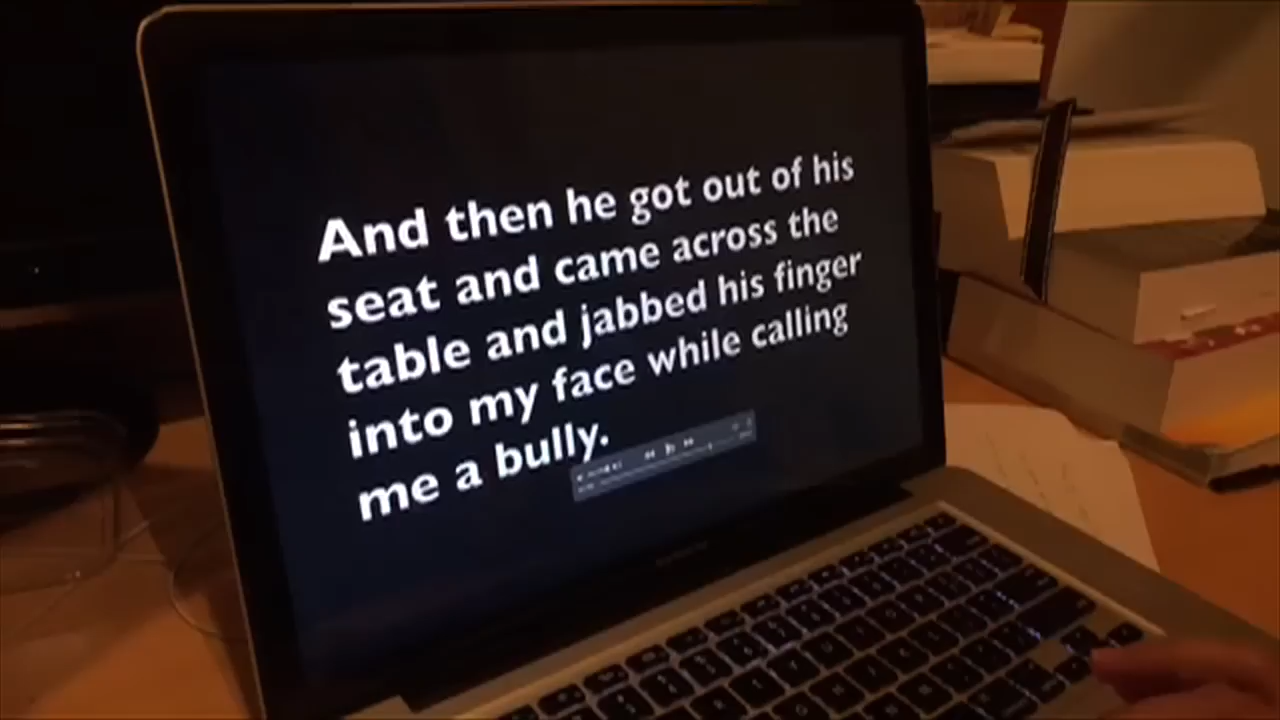 And then he got out of his
seat and came across the
table and jabbed his finger
into my face while calling
me a bully.